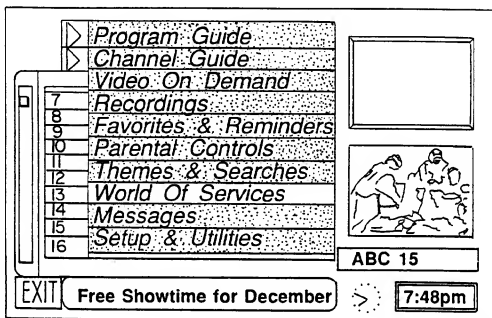 Program Guide
Channel Guide
Video On Demand
7 Recordings
8
9 Favorites & Reminders
10 Parental Controls
11
12 Themes & Searches
13 World Of Services
14 Messages
15
16 Setup & Utilities
ABC 15
EXIT Free Showtime for December 7:48pm